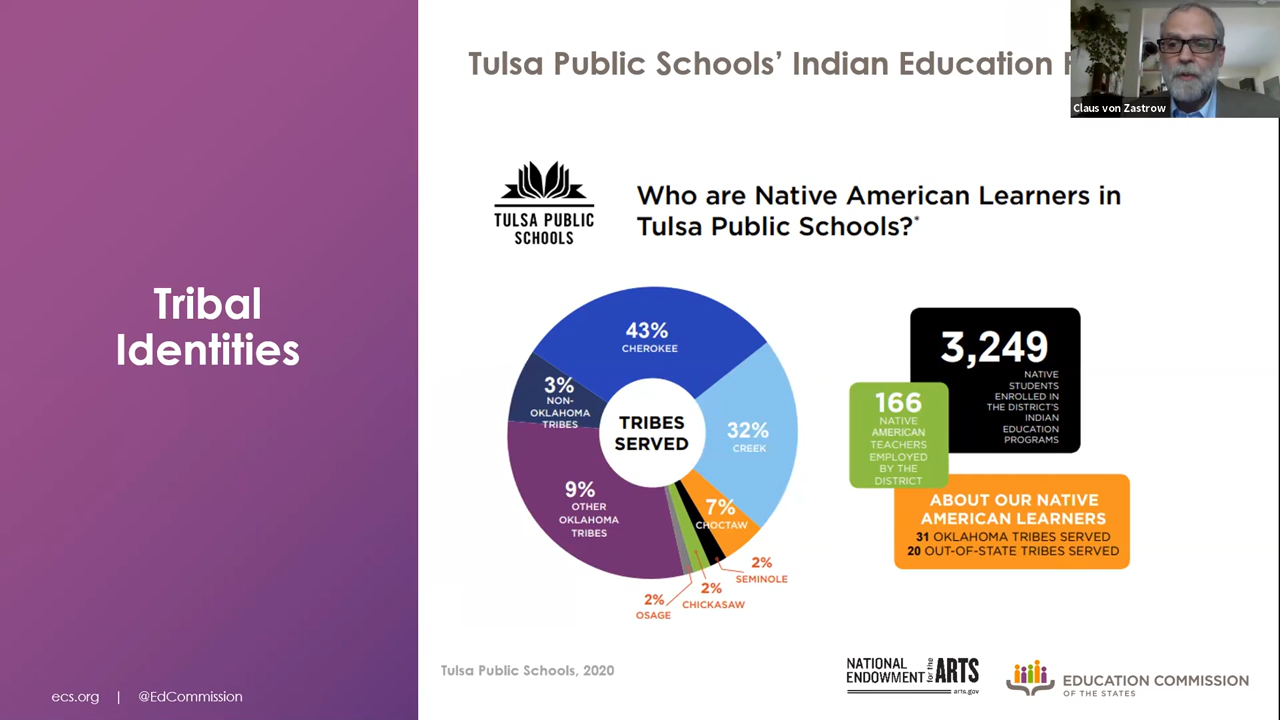 Tulsa Public Schools’ Indian Education
Claus von Zastrow
Tribal
Identities
TULSA PUBLIC
SCHOOLS
Who are Native American Learners in
Tulsa Public Schools?*
43%
CHEROKEE
3%
NON-
OKLAHOMA
TRIBES
TRIBES
SERVED
32%
CREEK
9%
OTHER
OKLAHOMA
TRIBES
7%
CHOCTAW
2%
SEMINOLE
2%
CHICKASAW
2%
OSAGE
3,249
NATIVE
STUDENTS
ENROLLED IN
THE DISTRICT'S
INDIAN
EDUCATION
PROGRAMS
166
NATIVE
AMERICAN
TEACHERS
EMPLOYED
BY THE
DISTRICT
ABOUT OUR NATIVE
AMERICAN LEARNERS
31 OKLAHOMA TRIBES SERVED
20 OUT-OF-STATE TRIBES SERVED
Tulsa Public Schools, 2020
NATIONAL
ENDOWMENT for the ARTS
arts.gov
EDUCATION COMMISSION
OF THE STATES
ecs.org | @EdCommission